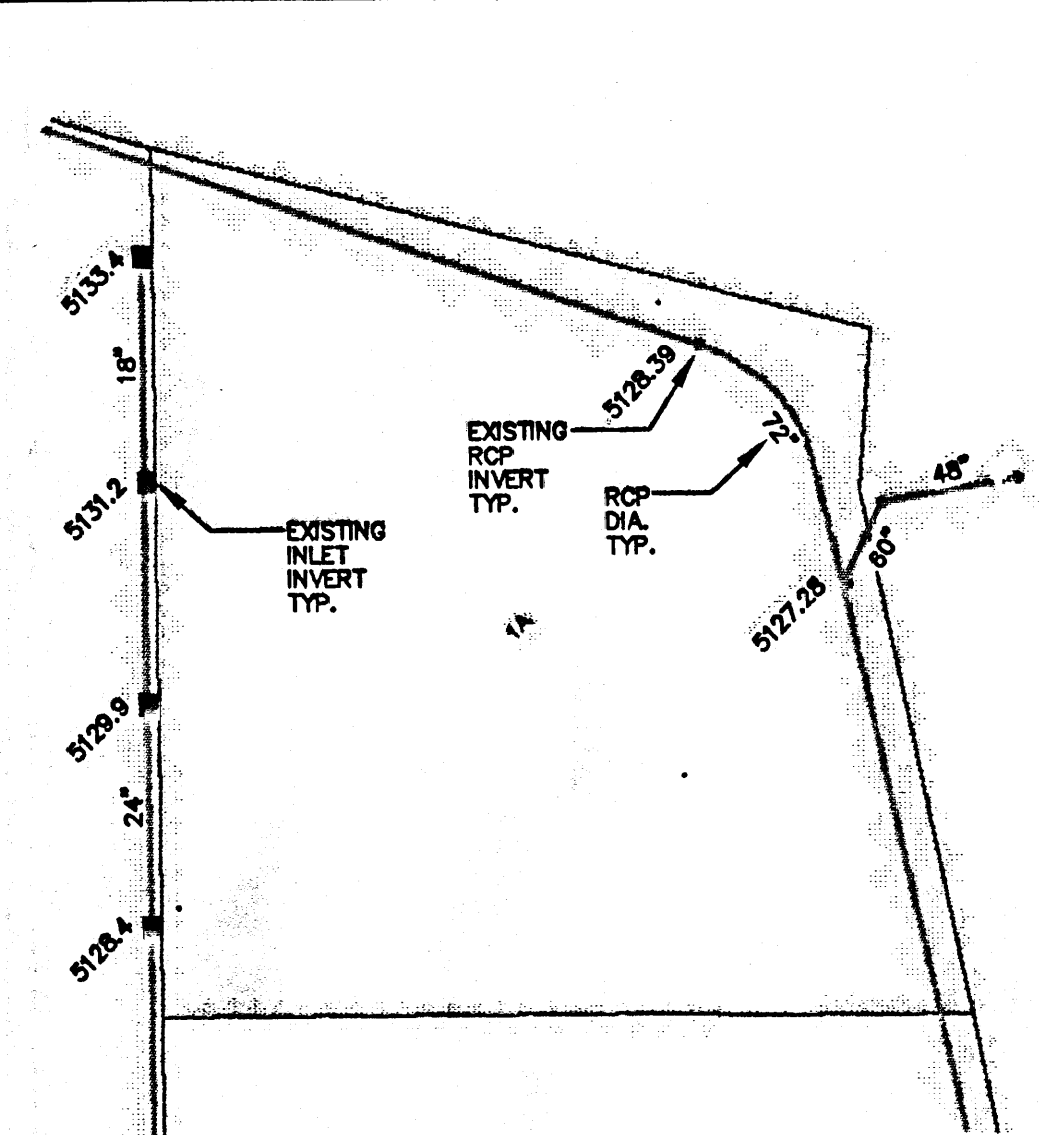 5133.4
18"
5128.39
EXISTING
RCP
INVERT
TYP.
72"
48"
5131.2
RCP
DIA.
TYP.
EXISTING
INLET
INVERT
TYP.
60"
5127.28
1A
5129.9
24"
5128.4